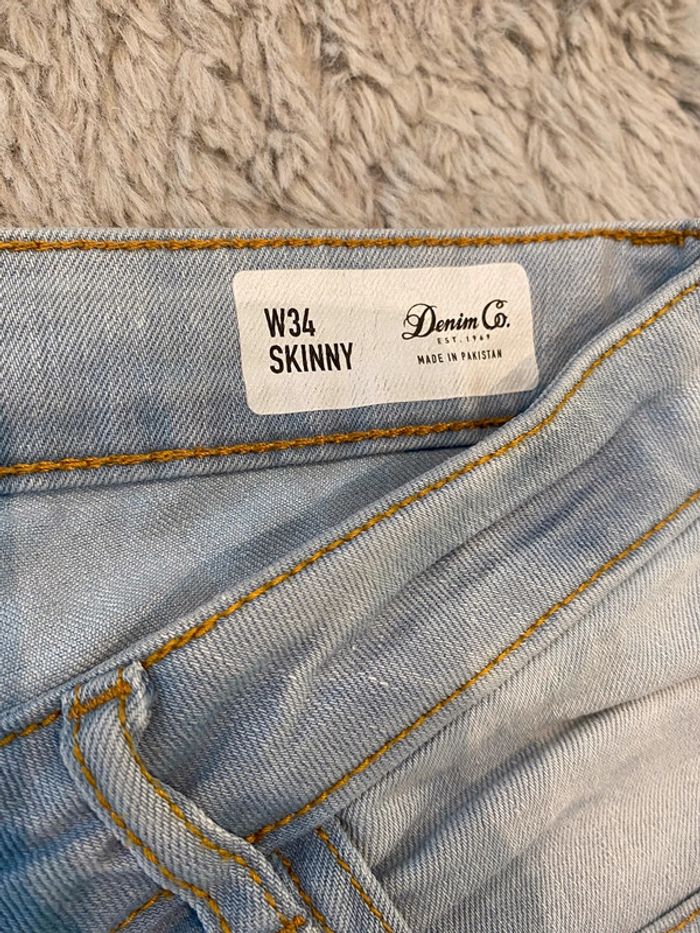 W34
SKINNY
Denim Co.
EST. 1969
MADE IN PAKISTAN